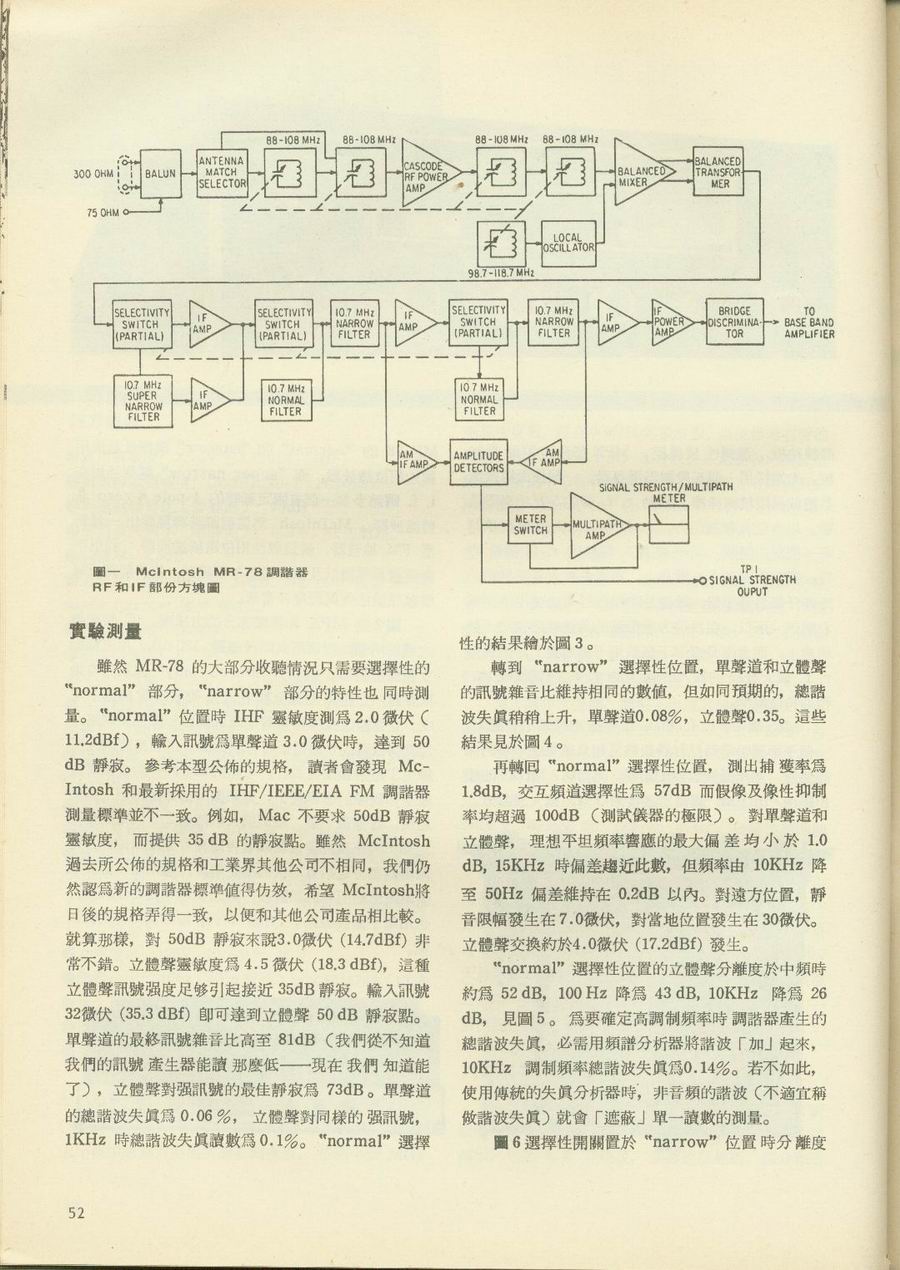 88-108 MHz
88-108 MHz
88-108 MHz
88-108 MHz
300 OHM
BALUN
ANTENNA
MATCH
SELECTOR
CASCODE
RF POWER
AMP
BALANCED
MIXER
BALANCED
TRANSFOR-
MER
75 OHM
LOCAL
OSCILLATOR
98.7-118.7 MHz
SELECTIVITY
SWITCH
(PARTIAL)
IF
AMP
SELECTIVITY
SWITCH
(PARTIAL)
10.7 MHz
NARROW
FILTER
IF
AMP
SELECTIVITY
SWITCH
(PARTIAL)
10.7 MHz
NARROW
FILTER
IF
AMP
IF
POWER
AMP
BRIDGE
DISCRIMINA-
TOR
TO
BASE BAND
AMPLIFIER
10.7 MHz
SUPER
NARROW
FILTER
IF
AMP
10.7 MHz
NORMAL
FILTER
10.7 MHz
NORMAL
FILTER
AM
IF AMP
AMPLITUDE
DETECTORS
AM
IF AMP
SIGNAL STRENGTH/MULTIPATH
METER
METER
SWITCH
MULTIPATH
AMP
TP 1
SIGNAL STRENGTH
OUPUT
圖一 McIntosh MR-78調諧器
RF和IF部份方塊圖
實驗測量
雖然 MR-78 的大部分收聽情況只需要選擇性的
“normal” 部分，“narrow” 部分的特性也同時測
量。“normal” 位置時 IHF 靈敏度測爲 2.0 微伏（
11.2dBf），輸入訊號爲單聲道 3.0 微伏時，達到 50
dB 靜寂。參考本型公佈的規格，讀者會發現 Mc-
Intosh 和最新採用的 IHF/IEEE/EIA FM 調諧器
測量標準並不一致。例如，Mac 不要求 50dB 靜寂
靈敏度，而提供 35 dB 的靜寂點。雖然 McIntosh
過去所公佈的規格和工業界其他公司不相同，我們仍
然認爲新的調諧器標準値得仿效，希望 McIntosh將
日後的規格弄得一致，以便和其他公司產品相比較。
就算那樣，對 50dB 靜寂來說3.0微伏 (14.7dBf) 非
常不錯。立體聲靈敏度爲 4.5 微伏 (18.3 dBf)，這種
立體聲訊號强度足够引起接近 35dB 靜寂。輸入訊號
32微伏 (35.3 dBf) 卽可達到立體聲 50 dB 靜寂點。
單聲道的最終訊號雜音比高至 81dB（我們從不知道
我們的訊號產生器能讀那麼低——現在我們知道能
了），立體聲對强訊號的最佳靜寂爲 73dB。單聲道
的總諧波失眞爲 0.06％，立體聲對同樣的强訊號，
1KHz 時總諧波失眞讀數爲 0.1％。“normal” 選擇
性的結果繪於圖 3。
轉到 “narrow” 選擇性位置，單聲道和立體聲
的訊號雜音比維持相同的數値，但如同預期的，總諧
波失眞稍稍上升，單聲道0.08％，立體聲0.35。這些
結果見於圖 4。
再轉囘 “normal” 選擇性位置，測出捕獲率爲
1.8dB，交互頻道選擇性爲 57dB 而假像及像性抑制
率均超過 100dB（測試儀器的極限）。對單聲道和
立體聲，理想平坦頻率響應的最大偏差均小於 1.0
dB, 15KHz 時偏差趨近此數，但頻率由 10KHz 降
至 50Hz 偏差維持在 0.2dB 以內。對遠方位置，靜
音限幅發生在7.0微伏，對當地位置發生在30微伏。
立體聲交換約於4.0微伏 (17.2dBf) 發生。
“normal” 選擇性位置的立體聲分離度於中頻時
約爲 52 dB, 100 Hz 降爲 43 dB, 10KHz 降爲 26
dB，見圖 5。爲要確定高調制頻率時調諧器產生的
總諧波失眞，必需用頻譜分析器將諧波「加」起來，
10KHz 調制頻率總諧波失眞爲0.14％。若不如此，
使用傳統的失眞分析器時，非音頻的諧波（不適宜稱
做諧波失眞）就會「遮蔽」單一讀數的測量。
圖 6 選擇性開關置於 “narrow” 位置時分離度
52